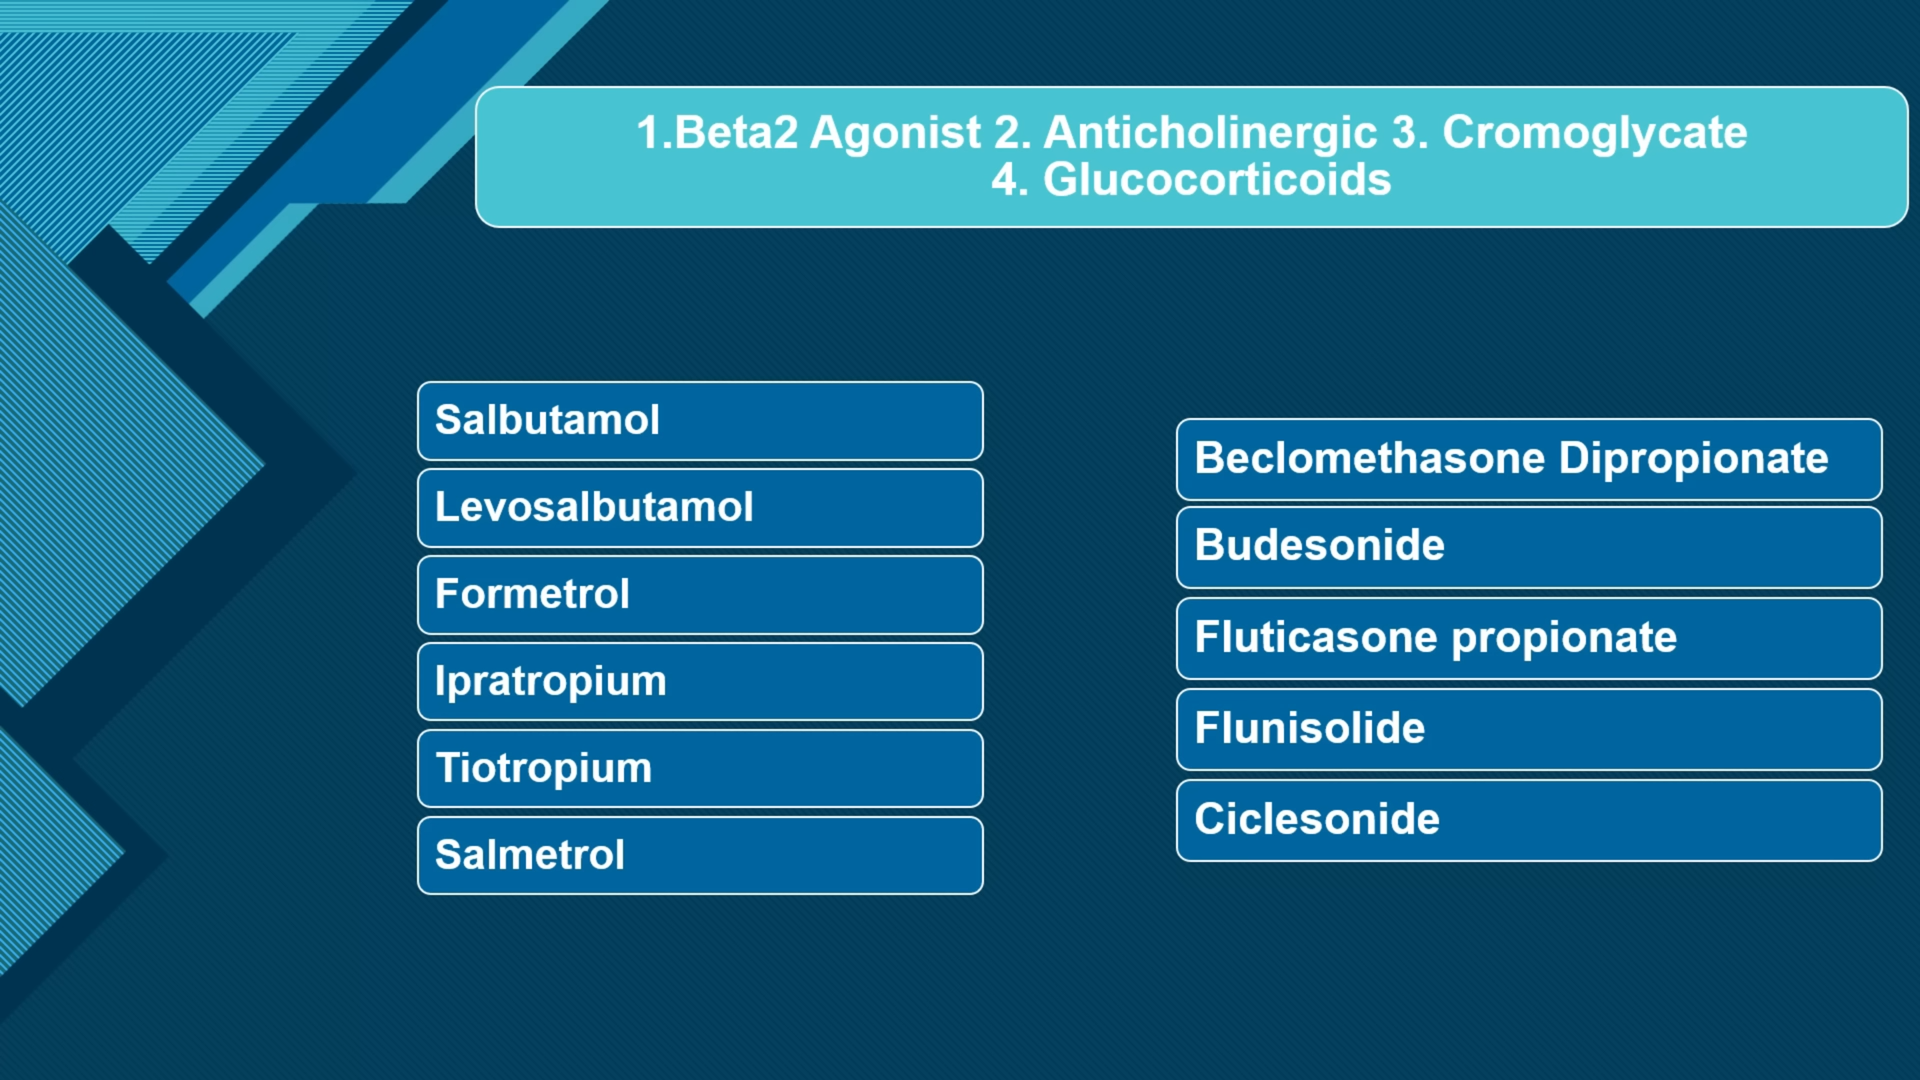 1.Beta2 Agonist 2. Anticholinergic 3. Cromoglycate
4. Glucocorticoids
Salbutamol
Levosalbutamol
Formetrol
Ipratropium
Tiotropium
Salmetrol
Beclomethasone Dipropionate
Budesonide
Fluticasone propionate
Flunisolide
Ciclesonide